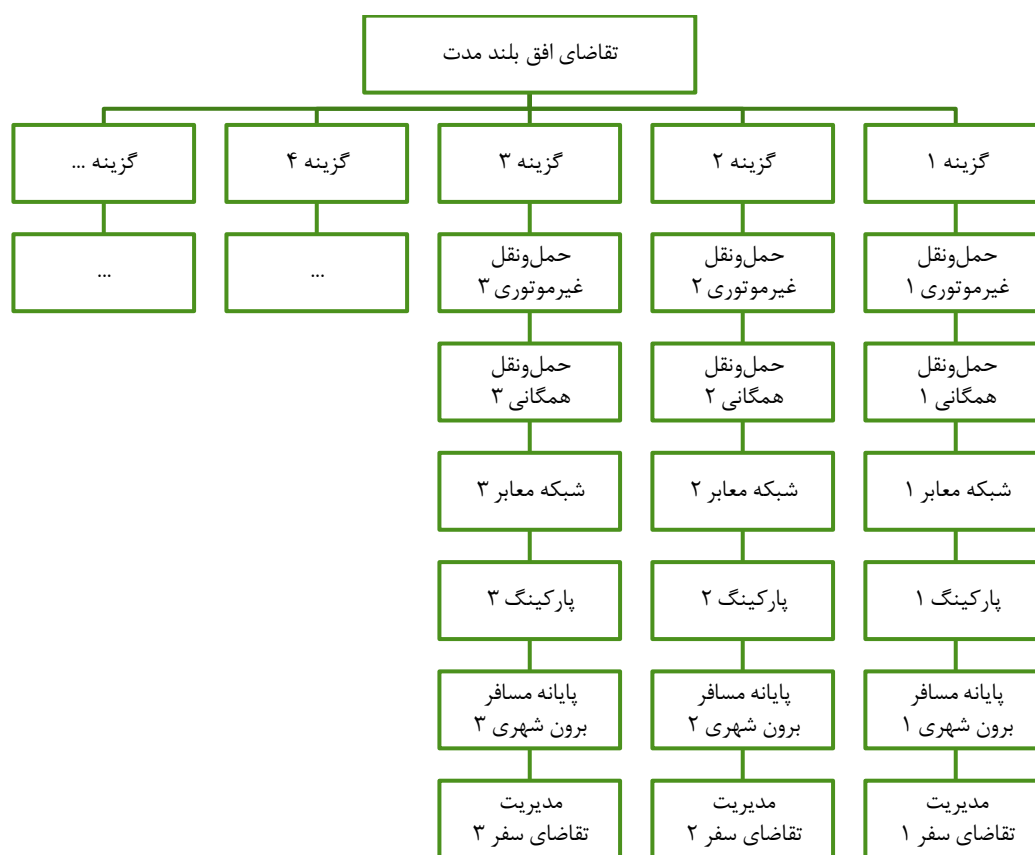 تقاضای افق بلند مدت
گزینه ۱
گزینه ۲
گزینه ۳
گزینه ۴
گزینه ...
حمل‌ونقل
غیرموتوری ۱
حمل‌ونقل
غیرموتوری ۲
حمل‌ونقل
غیرموتوری ۳
...
...
حمل‌ونقل
همگانی ۱
حمل‌ونقل
همگانی ۲
حمل‌ونقل
همگانی ۳
شبکه معابر ۱
شبکه معابر ۲
شبکه معابر ۳
پارکینگ ۱
پارکینگ ۲
پارکینگ ۳
پایانه مسافر
برون شهری ۱
پایانه مسافر
برون شهری ۲
پایانه مسافر
برون شهری ۳
مدیریت
تقاضای سفر ۱
مدیریت
تقاضای سفر ۲
مدیریت
تقاضای سفر ۳